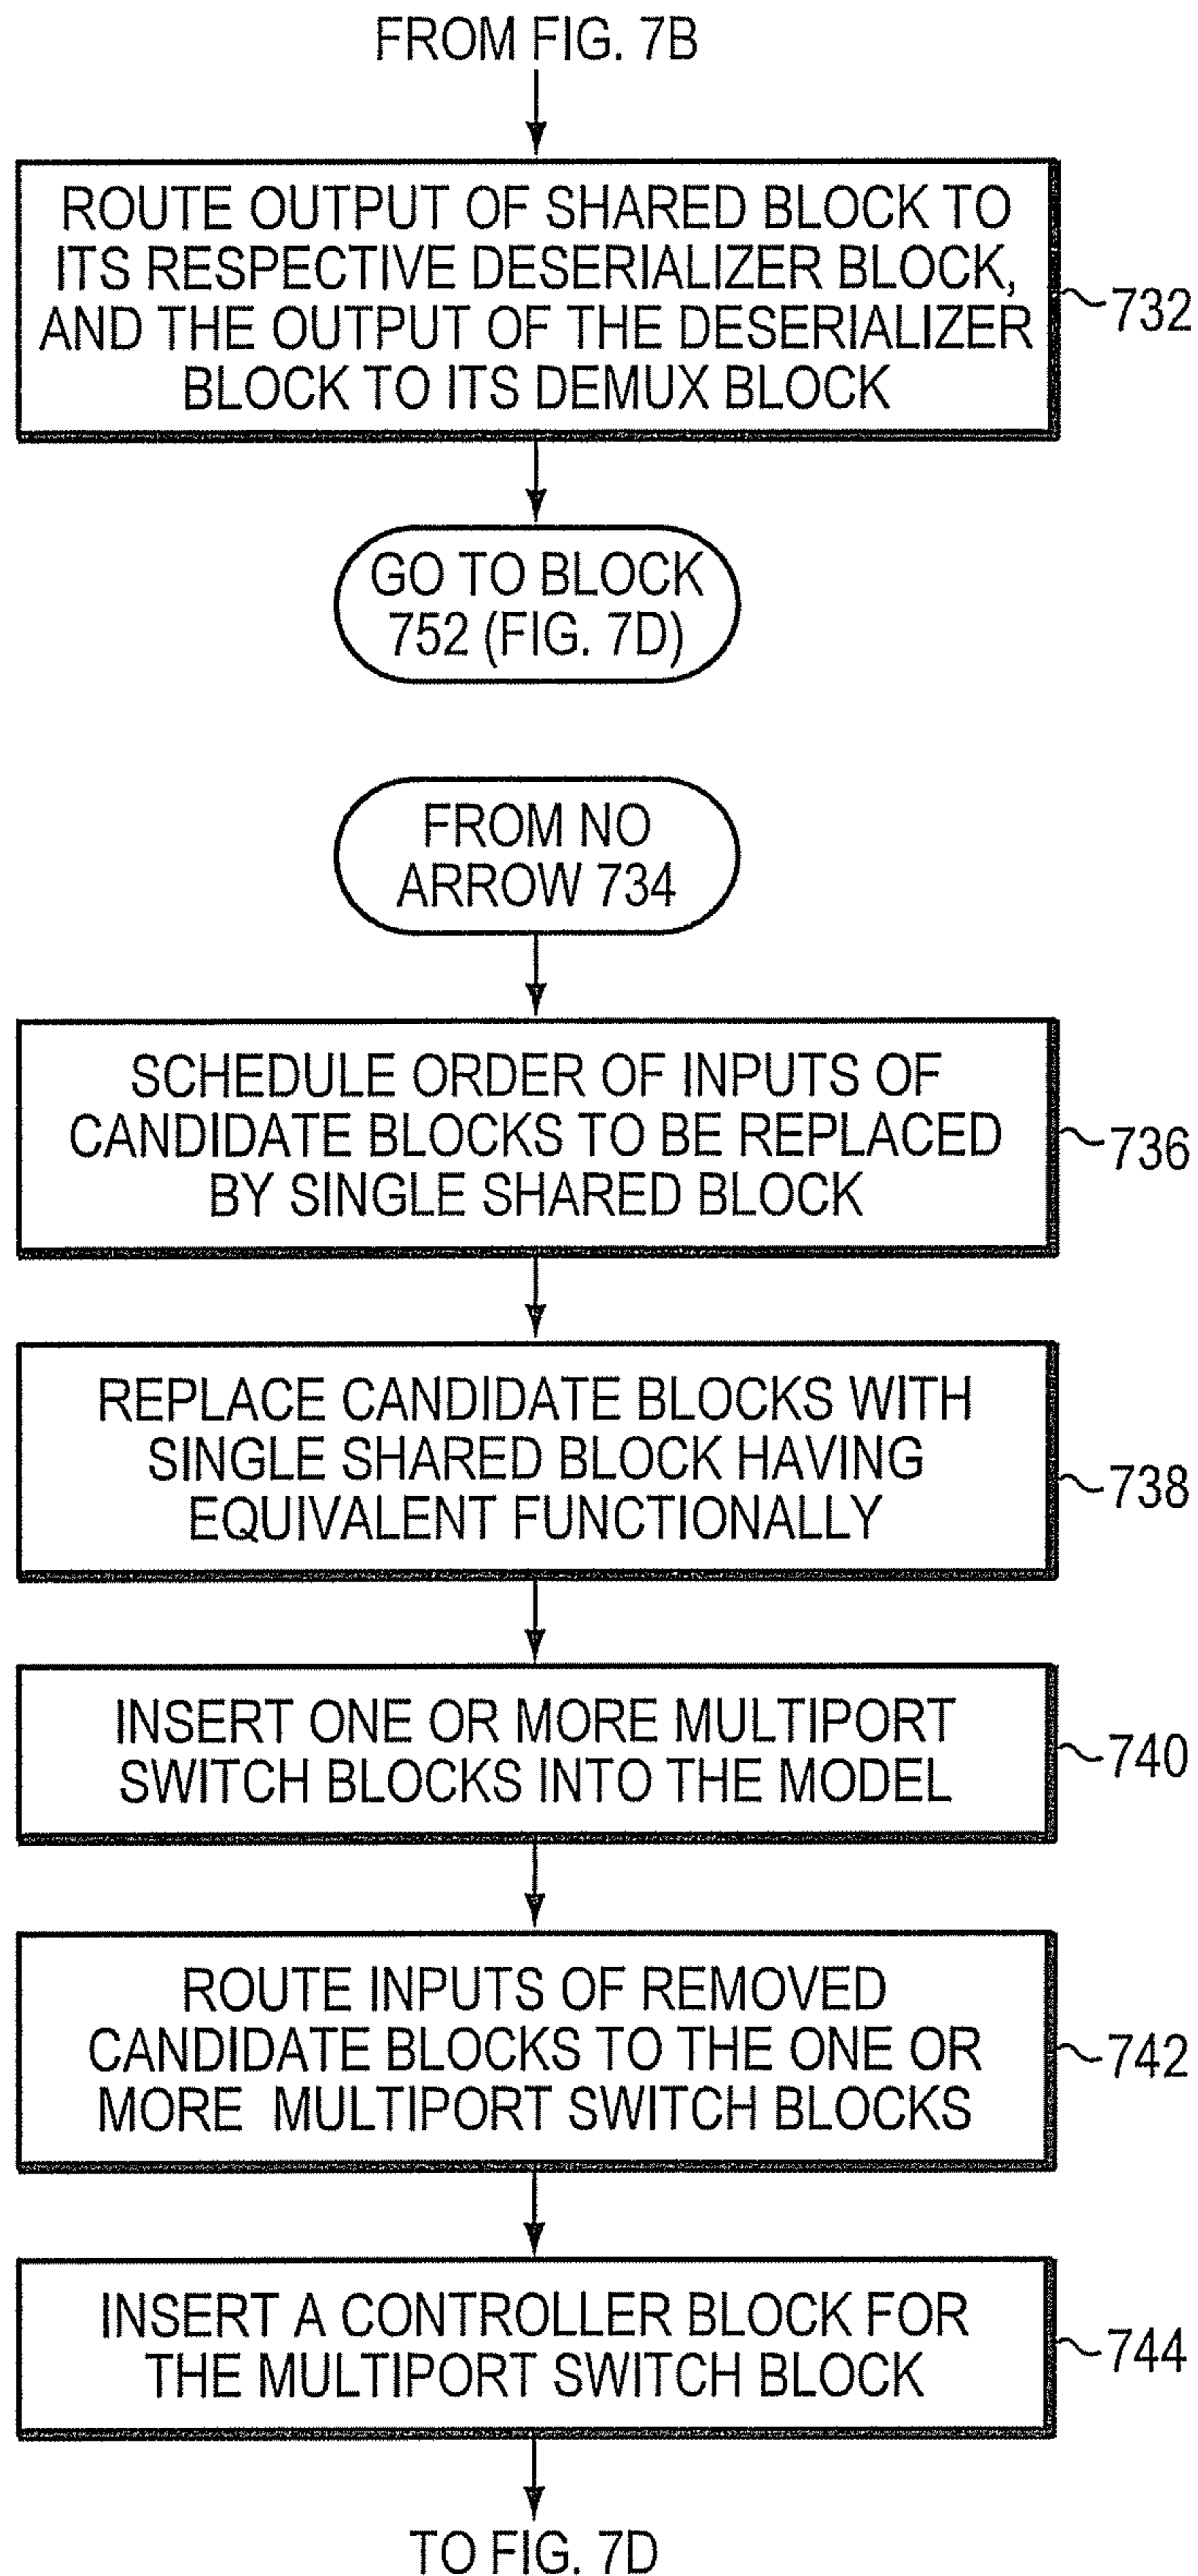 FROM FIG. 7B
ROUTE OUTPUT OF SHARED BLOCK TO
ITS RESPECTIVE DESERIALIZER BLOCK,
AND THE OUTPUT OF THE DESERIALIZER
BLOCK TO ITS DEMUX BLOCK
732
GO TO BLOCK
752 (FIG. 7D)
FROM NO
ARROW 734
SCHEDULE ORDER OF INPUTS OF
CANDIDATE BLOCKS TO BE REPLACED
BY SINGLE SHARED BLOCK
736
REPLACE CANDIDATE BLOCKS WITH
SINGLE SHARED BLOCK HAVING
EQUIVALENT FUNCTIONALLY
738
INSERT ONE OR MORE MULTIPORT
SWITCH BLOCKS INTO THE MODEL
740
ROUTE INPUTS OF REMOVED
CANDIDATE BLOCKS TO THE ONE OR
MORE MULTIPORT SWITCH BLOCKS
742
INSERT A CONTROLLER BLOCK FOR
THE MULTIPORT SWITCH BLOCK
744
TO FIG. 7D